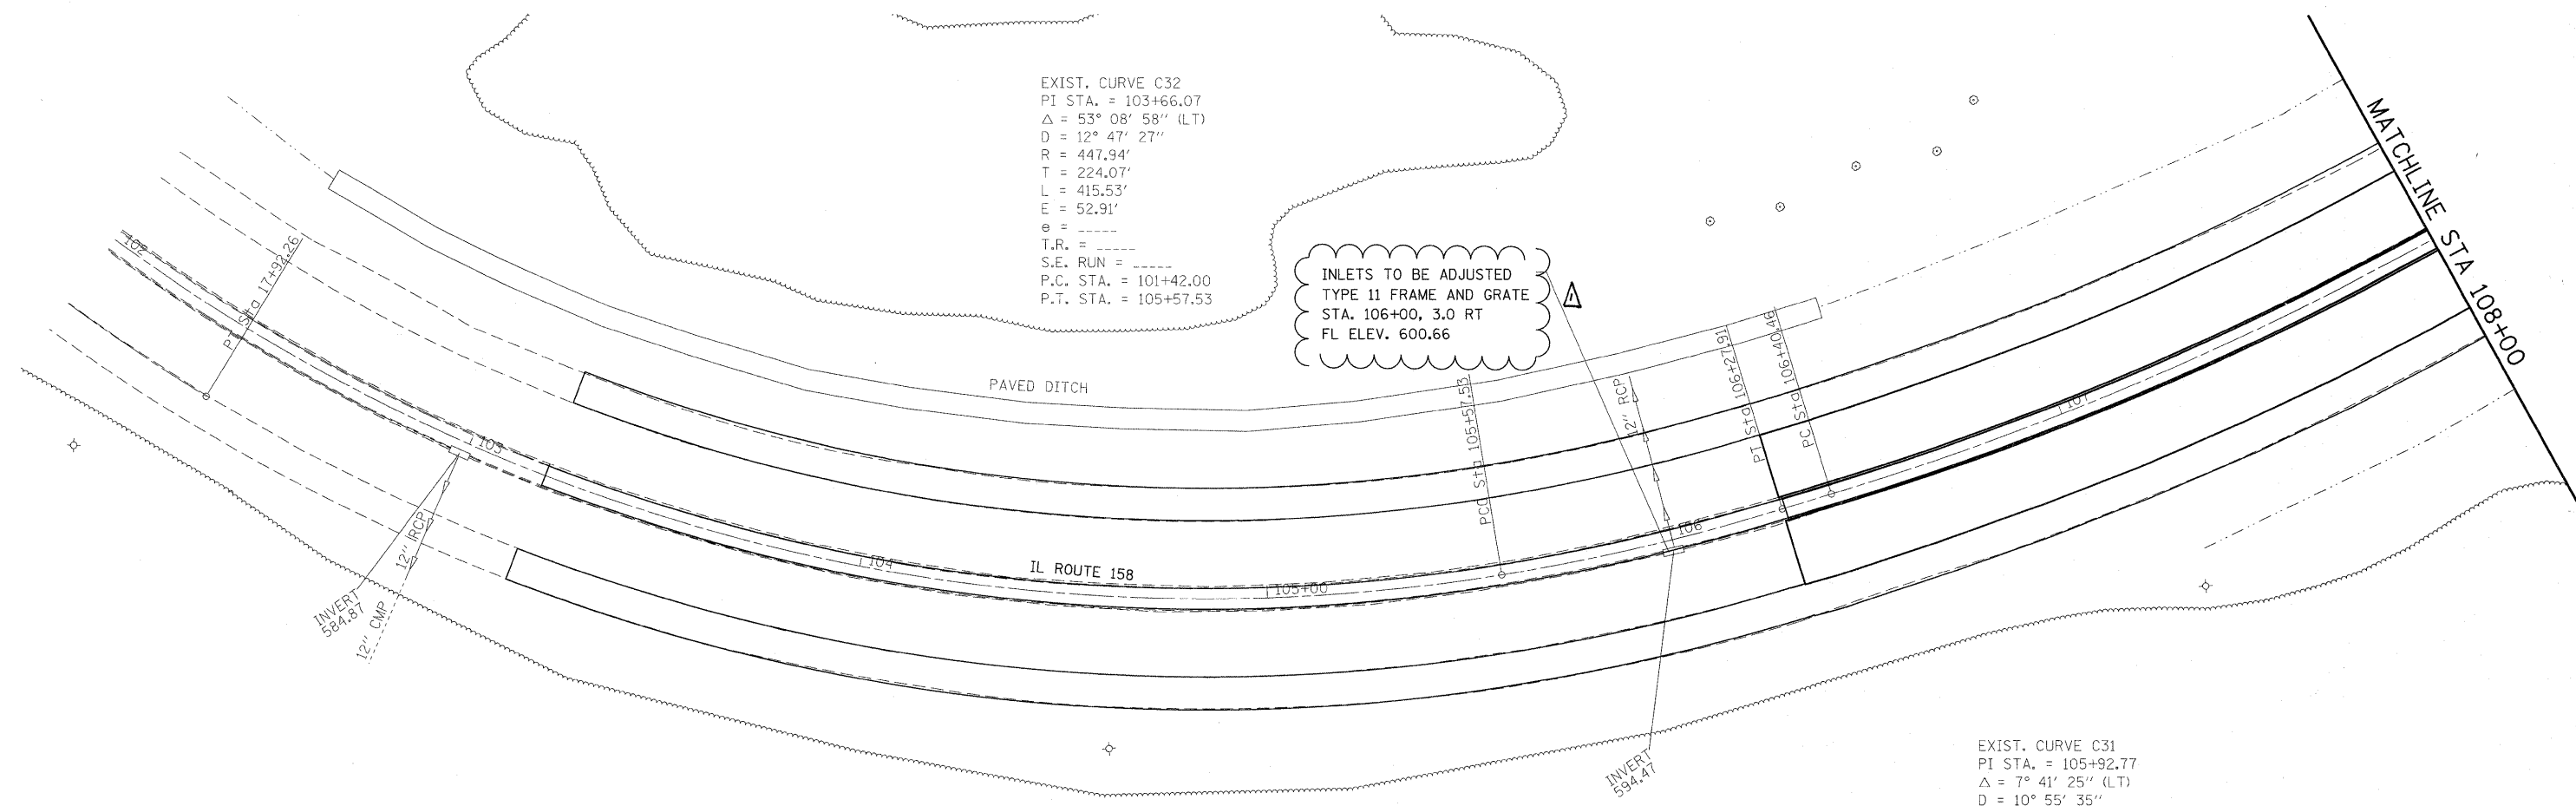 EXIST. CURVE C32
PI STA. = 103+66.07
Δ = 53° 08' 58" (LT)
D = 12° 47' 27"
R = 447.94'
T = 224.07'
L = 415.53'
E = 52.91'
e = _____
T.R. = _____
S.E. RUN = _____
P.C. STA. = 101+42.00
P.T. STA. = 105+57.53
INLETS TO BE ADJUSTED
TYPE 11 FRAME AND GRATE
STA. 106+00, 3.0 RT
FL ELEV. 600.66
1
MATCHLINE STA 108+00
102
Sta 17+92.26
103
12" RCP
INVERT
584.87
12" CMP
PAVED DITCH
104
IL ROUTE 158
105+00
PCC Sta 105+57.53
12" RCP
106
PT Sta 106+27.91
PC Sta 106+40.46
107
INVERT
594.47
EXIST. CURVE C31
PI STA. = 105+92.77
Δ = 7° 41' 25" (LT)
D = 10° 55' 35"